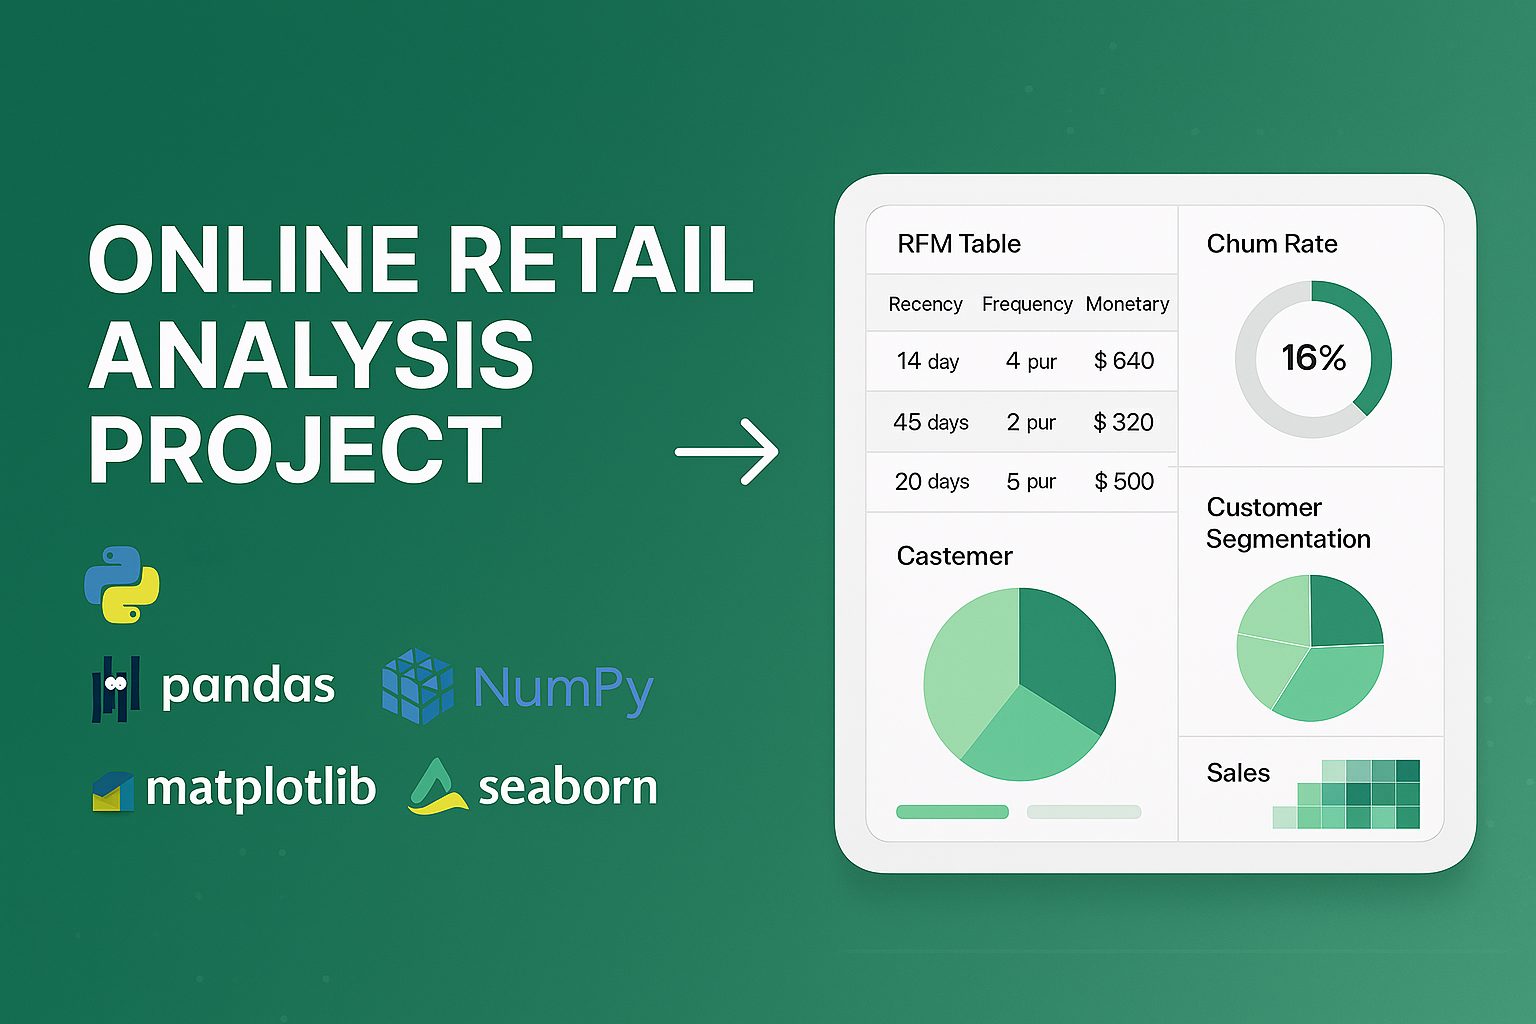 ONLINE RETAIL
ANALYSIS
PROJECT
pandas
NumPy
matplotlib
seaborn
RFM Table
Recency Frequency Monetary
14 day 4 pur $ 640
45 days 2 pur $ 320
20 days 5 pur $ 500
Castemer
Chum Rate
16%
Customer
Segmentation
Sales